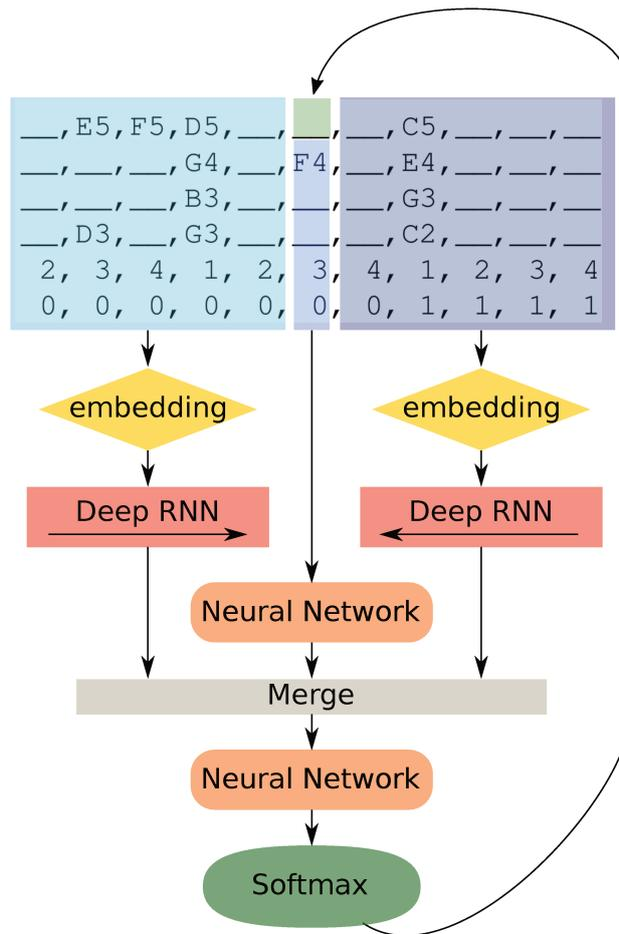 __,E5,F5,D5,__,__,__,C5,__,__,__
__,__,__,G4,__,F4,__,E4,__,__,__
__,__,__,B3,__,__,__,G3,__,__,__
__,D3,__,G3,__,__,__,C2,__,__,__
2, 3, 4, 1, 2, 3, 4, 1, 2, 3, 4
0, 0, 0, 0, 0, 0, 0, 1, 1, 1, 1
embedding embedding
Deep RNN Deep RNN
Neural Network
Merge
Neural Network
Softmax